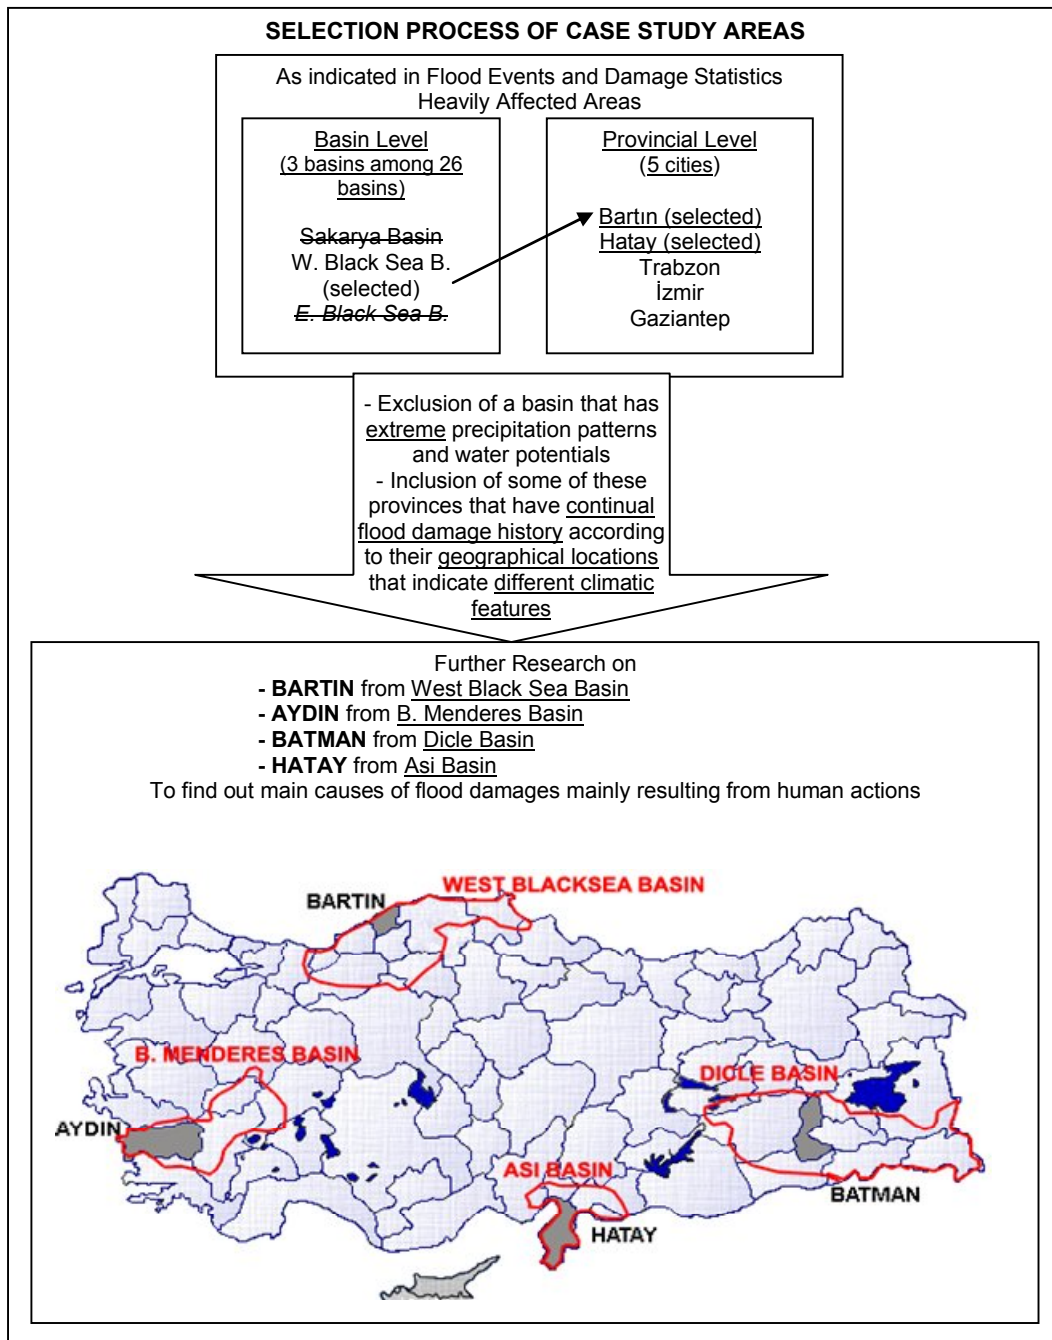 SELECTION PROCESS OF CASE STUDY AREAS
As indicated in Flood Events and Damage Statistics
Heavily Affected Areas
Basin Level
(3 basins among 26
basins)
Sakarya Basin
W. Black Sea B.
(selected)
E. Black Sea B.
Provincial Level
(5 cities)
Bartın (selected)
Hatay (selected)
Trabzon
İzmir
Gaziantep
- Exclusion of a basin that has
extreme precipitation patterns
and water potentials
- Inclusion of some of these
provinces that have continual
flood damage history according
to their geographical locations
that indicate different climatic
features
Further Research on
- BARTIN from West Black Sea Basin
- AYDIN from B. Menderes Basin
- BATMAN from Dicle Basin
- HATAY from Asi Basin
To find out main causes of flood damages mainly resulting from human actions
WEST BLACKSEA BASIN
BARTIN
B. MENDERES BASIN
DICLE BASIN
AYDIN
ASI BASIN
BATMAN
HATAY